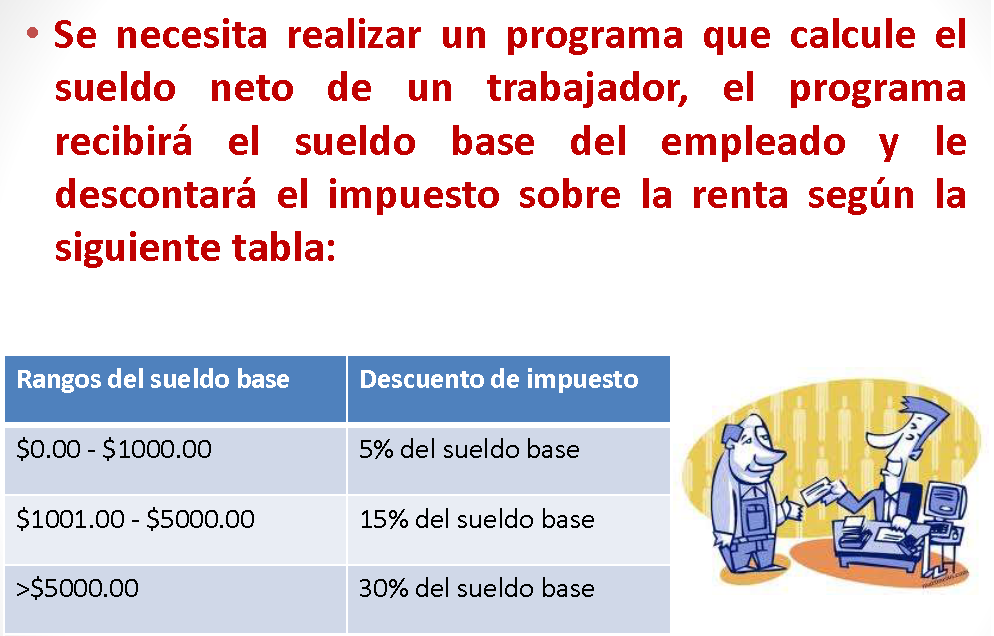 • Se necesita realizar un programa que calcule el
sueldo neto de un trabajador, el programa
recibirá el sueldo base del empleado y le
descontará el impuesto sobre la renta según la
siguiente tabla:
Rangos del sueldo base Descuento de impuesto
$0.00 - $1000.00 5% del sueldo base
$1001.00 - $5000.00 15% del sueldo base
>$5000.00 30% del sueldo base